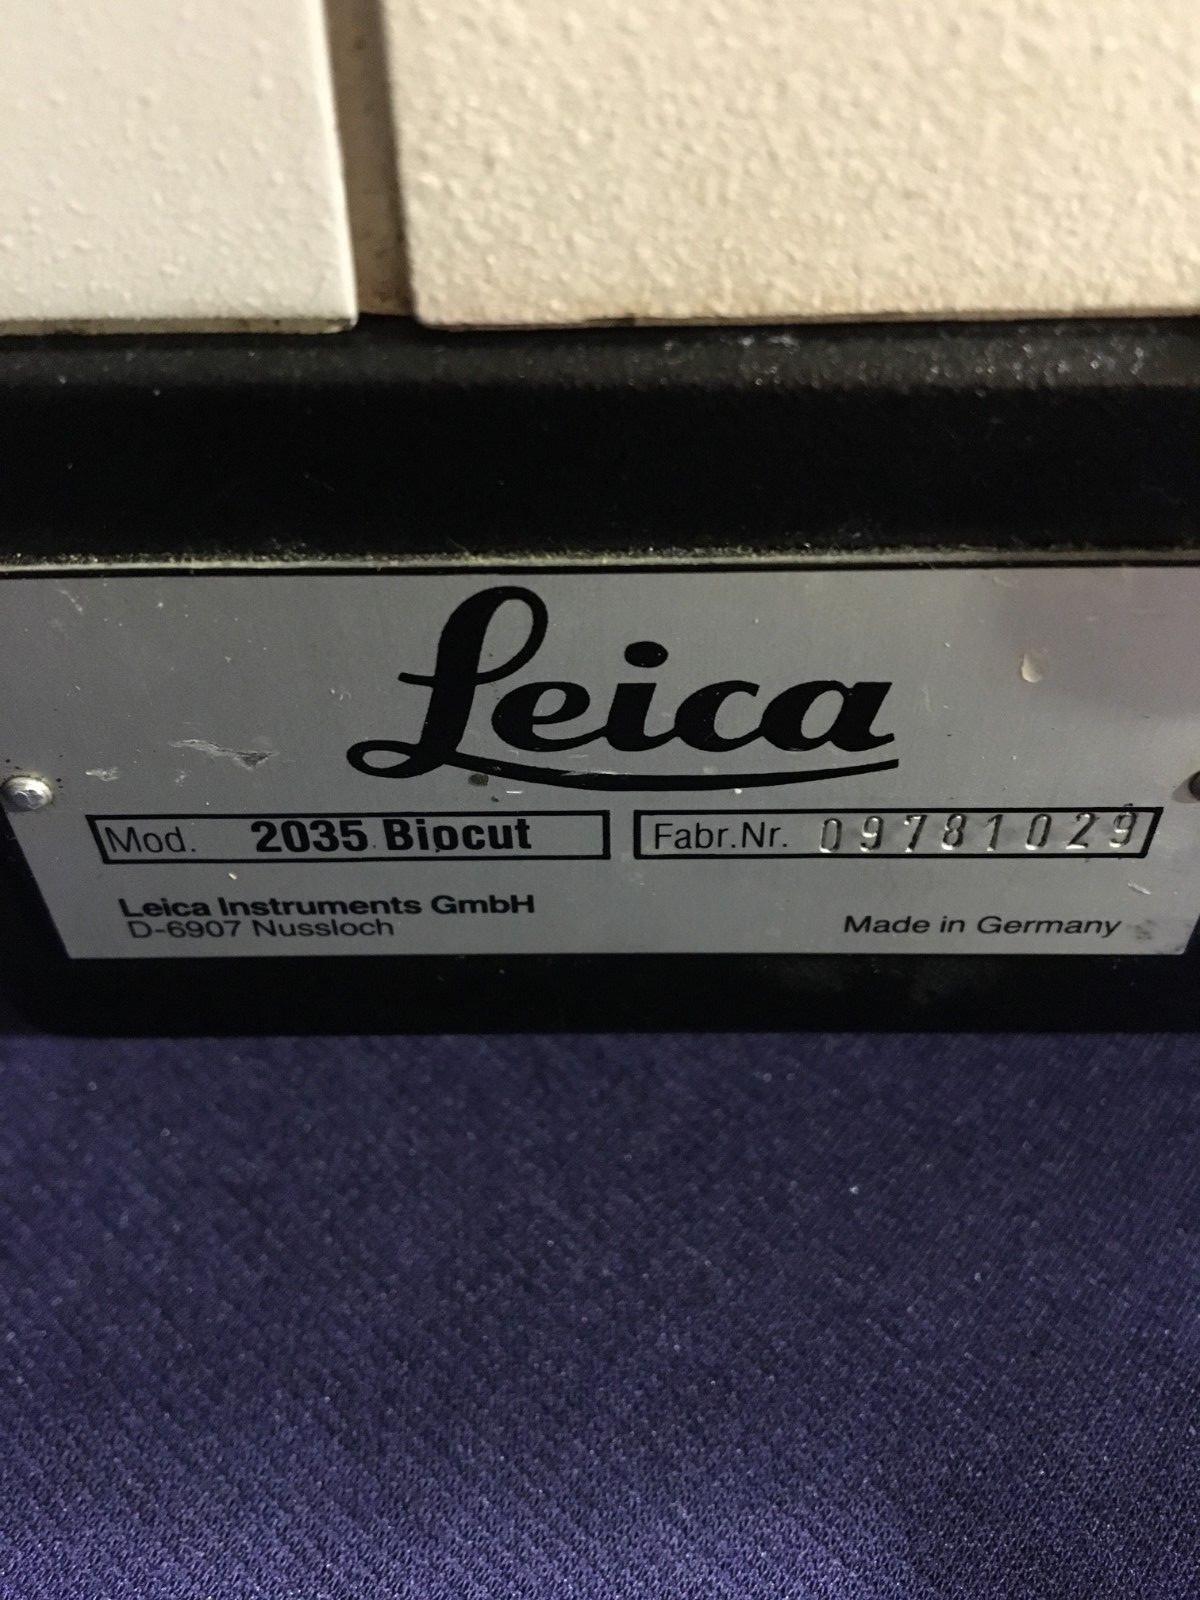 Leica
Mod. 2035 Biocut Fabr.Nr. 09781029
Leica Instruments GmbH
D-6907 Nussloch Made in Germany